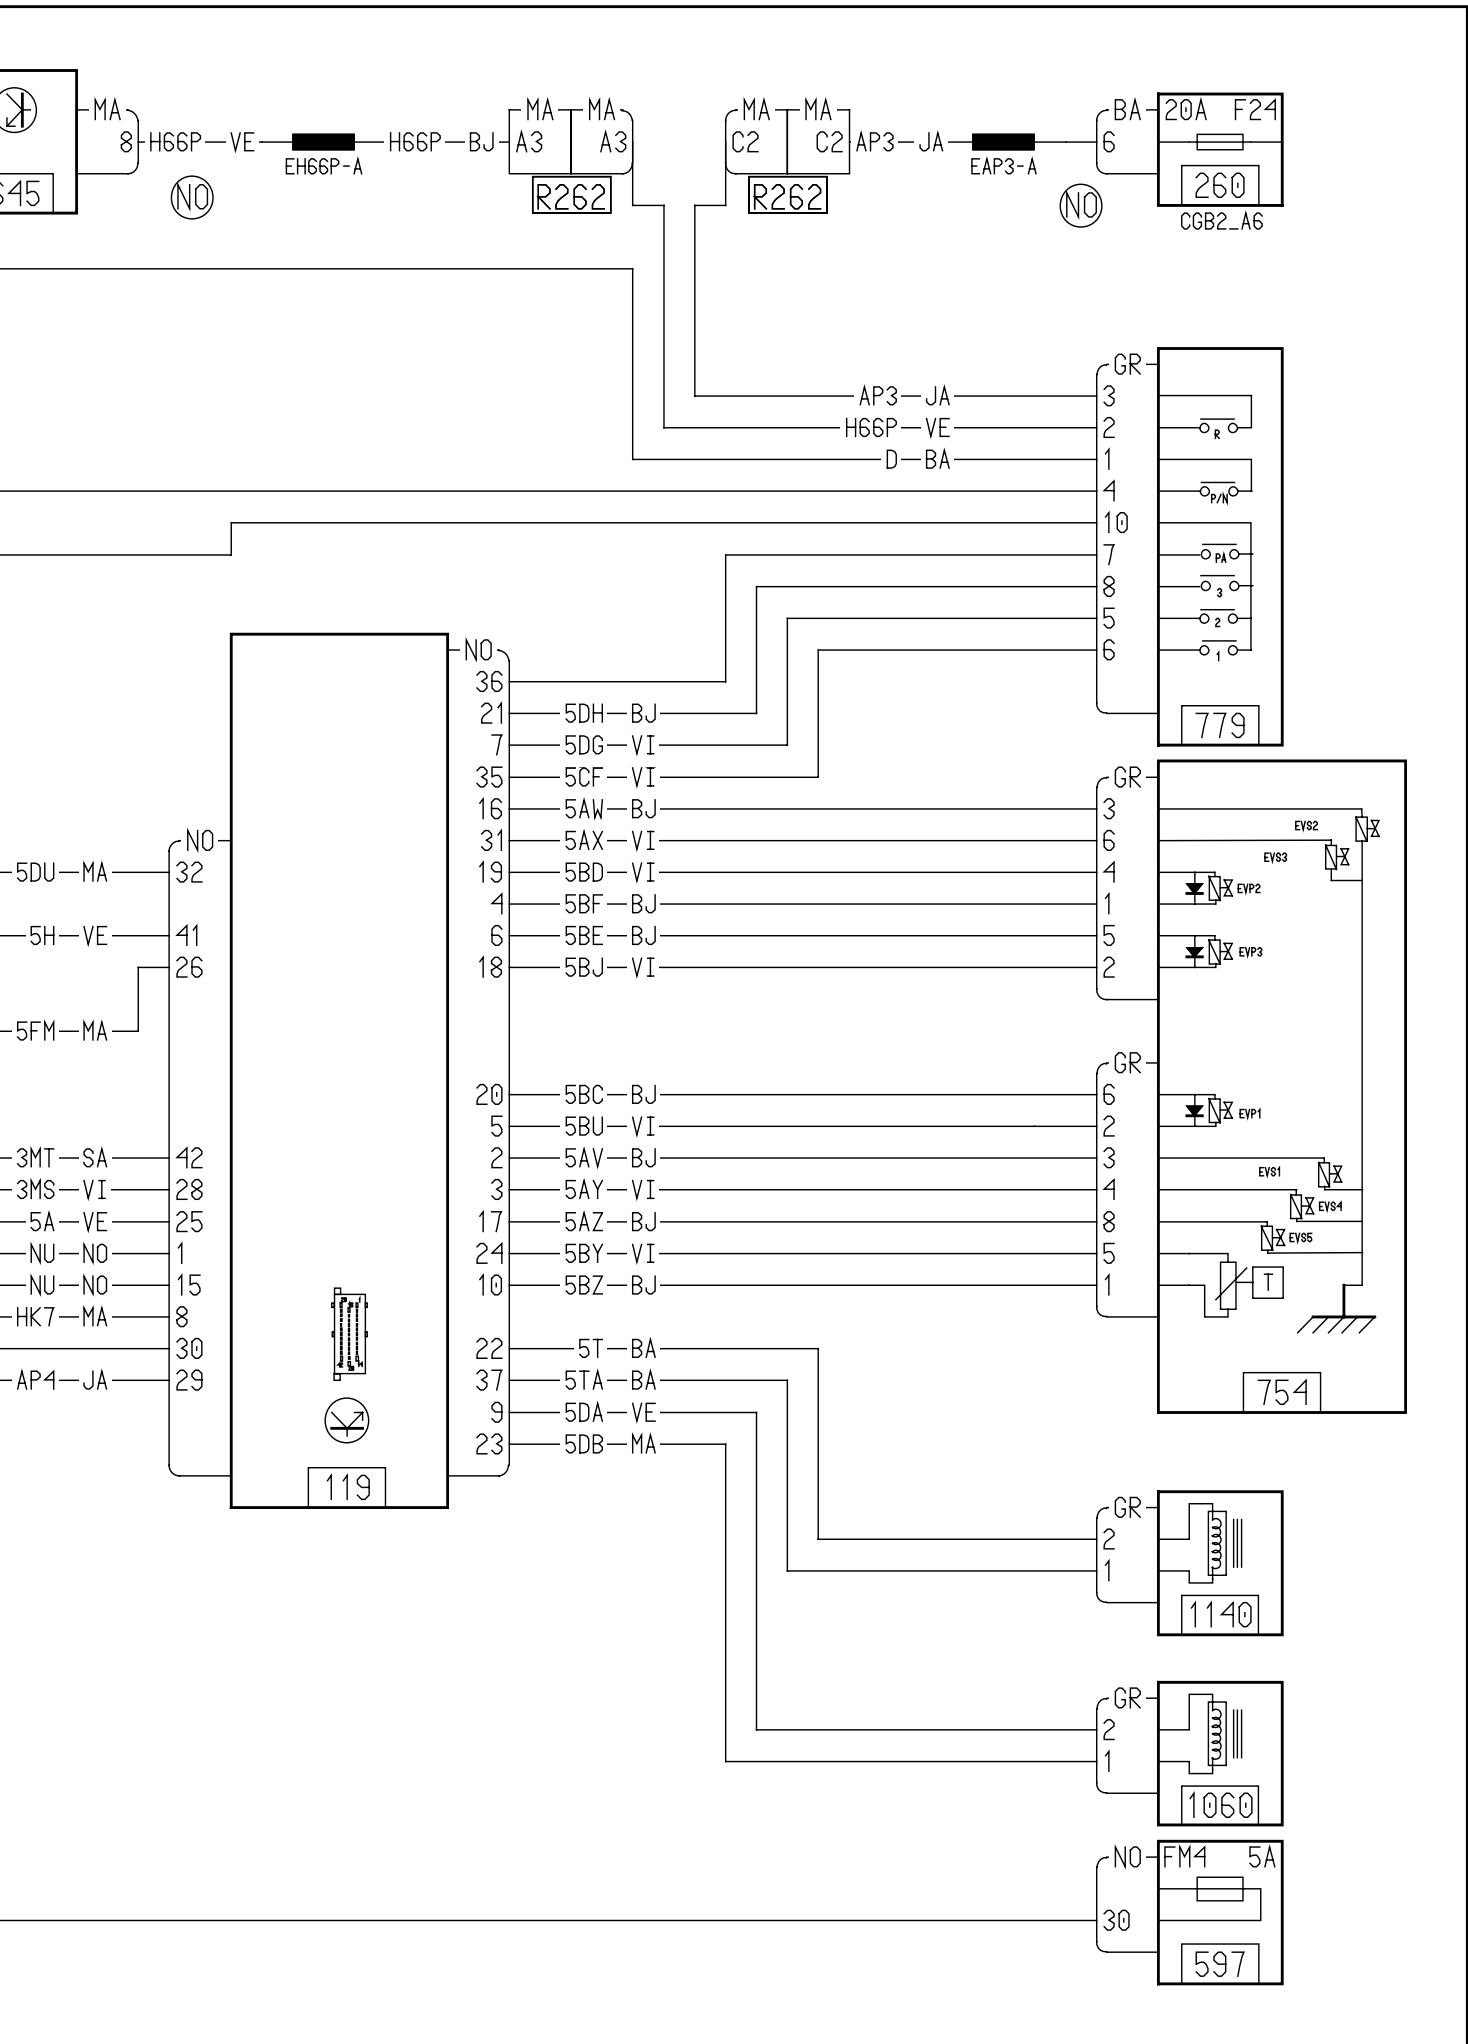 MA MA MA MA MA BA 20A F24
8 H66P VE H66P BJ A3 A3 C2 C2 AP3 JA 6
EH66P-A EAP3-A
S45 NO R262 R262 NO 260
CGB2_A6
GR
AP3 JA 3
H66P VE 2 R
D BA 1
4 P/N
10
7 PA
8 3
5 2
NO 6 1
36
21 5DH BJ 779
7 5DG VI
35 5CF VI GR
16 5AW BJ 3 EVS2
NO 31 5AX VI 6 EVS3
5DU MA 32 19 5BD VI 4 EVP2
4 5BF BJ 1
5H VE 41 6 5BE BJ 5 EVP3
26 18 5BJ VI 2
5FM MA
GR
20 5BC BJ 6 EVP1
5 5BU VI 2
3MT SA 42 2 5AV BJ 3 EVS1
3MS VI 28 3 5AY VI 4 EVS4
5A VE 25 17 5AZ BJ 8 EVS5
NU NO 1 24 5BY VI 5
NU NO 15 10 5BZ BJ 1 T
HK7 MA 8
30 22 5T BA
AP4 JA 29 37 5TA BA 754
9 5DA VE
23 5DB MA
119
GR
2
1
1140
GR
2
1
1060
NO FM4 5A
30
597